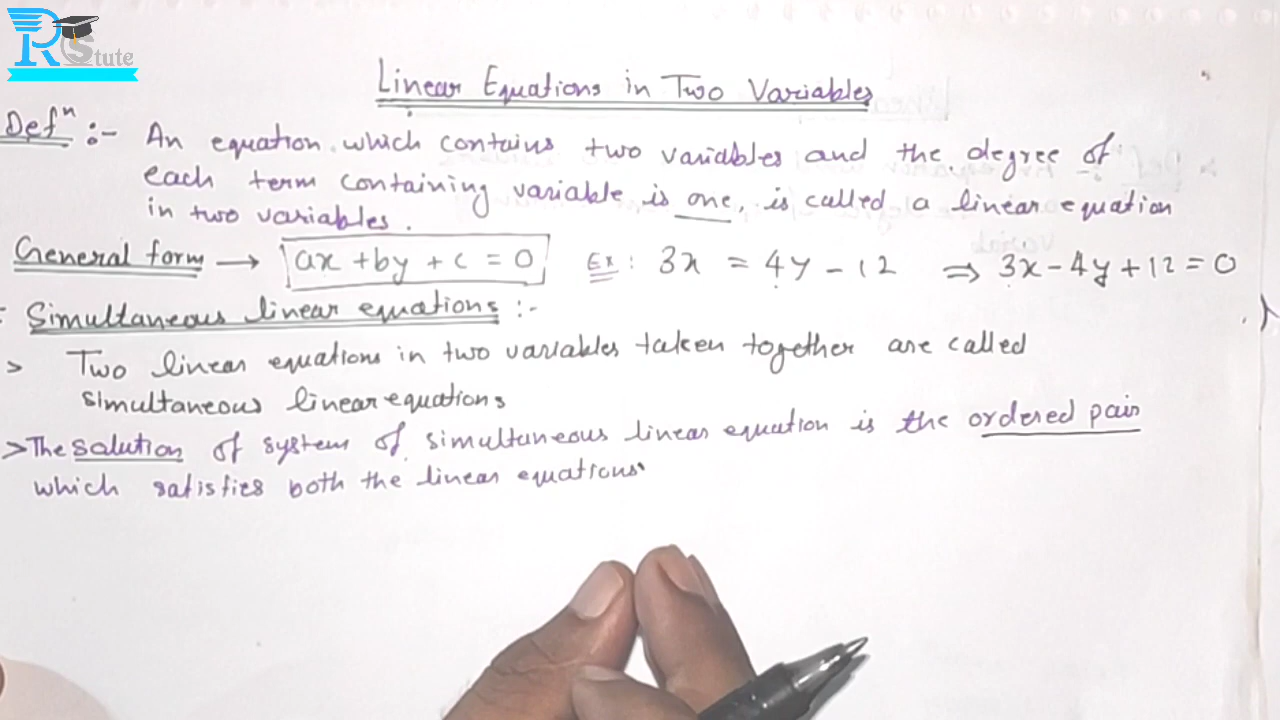 RStute
Linear Equations in Two Variables
Defⁿ :- An equation which contains two variables and the degree of
each term containing variable is one, is called a linear equation
in two variables.
General form → ax + by + c = 0 Ex : 3x = 4y - 12 ⇒ 3x - 4y + 12 = 0
Simultaneous linear equations :-
> Two linear equations in two variables taken together are called
simultaneous linear equations
> The solution of system of simultaneous linear equation is the ordered pair
which satisfies both the linear equations